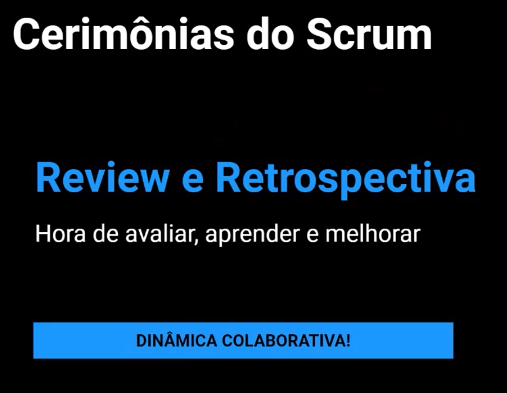 Cerimônias do Scrum
Review e Retrospectiva
Hora de avaliar, aprender e melhorar
DINÂMICA COLABORATIVA!